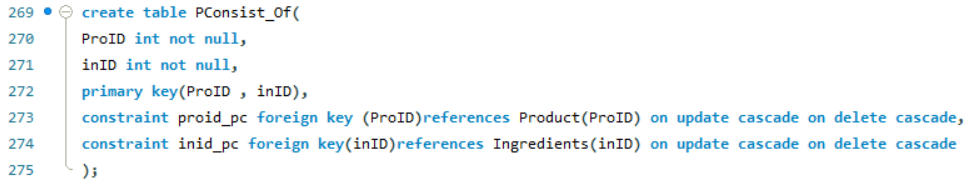 269 create table PConsist_Of(
270 ProID int not null,
271 inID int not null,
272 primary key(ProID , inID),
273 constraint proid_pc foreign key (ProID)references Product(ProID) on update cascade on delete cascade,
274 constraint inid_pc foreign key(inID)references Ingredients(inID) on update cascade on delete cascade
275 );